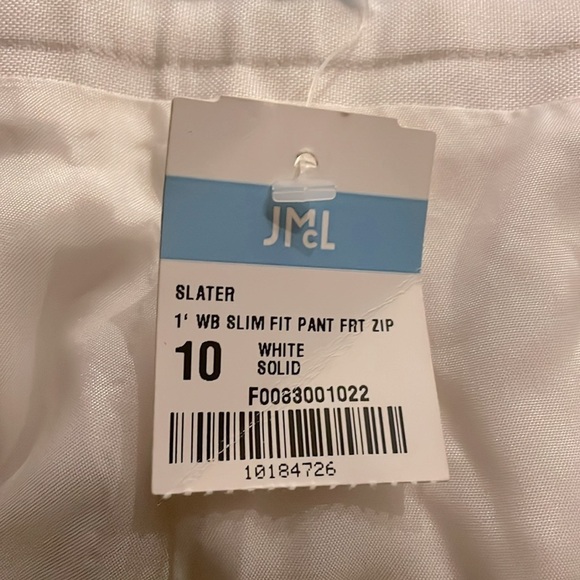 JMcL
SLATER
1' WB SLIM FIT PANT FRT ZIP
10 WHITE
SOLID
F0083001022
10184726